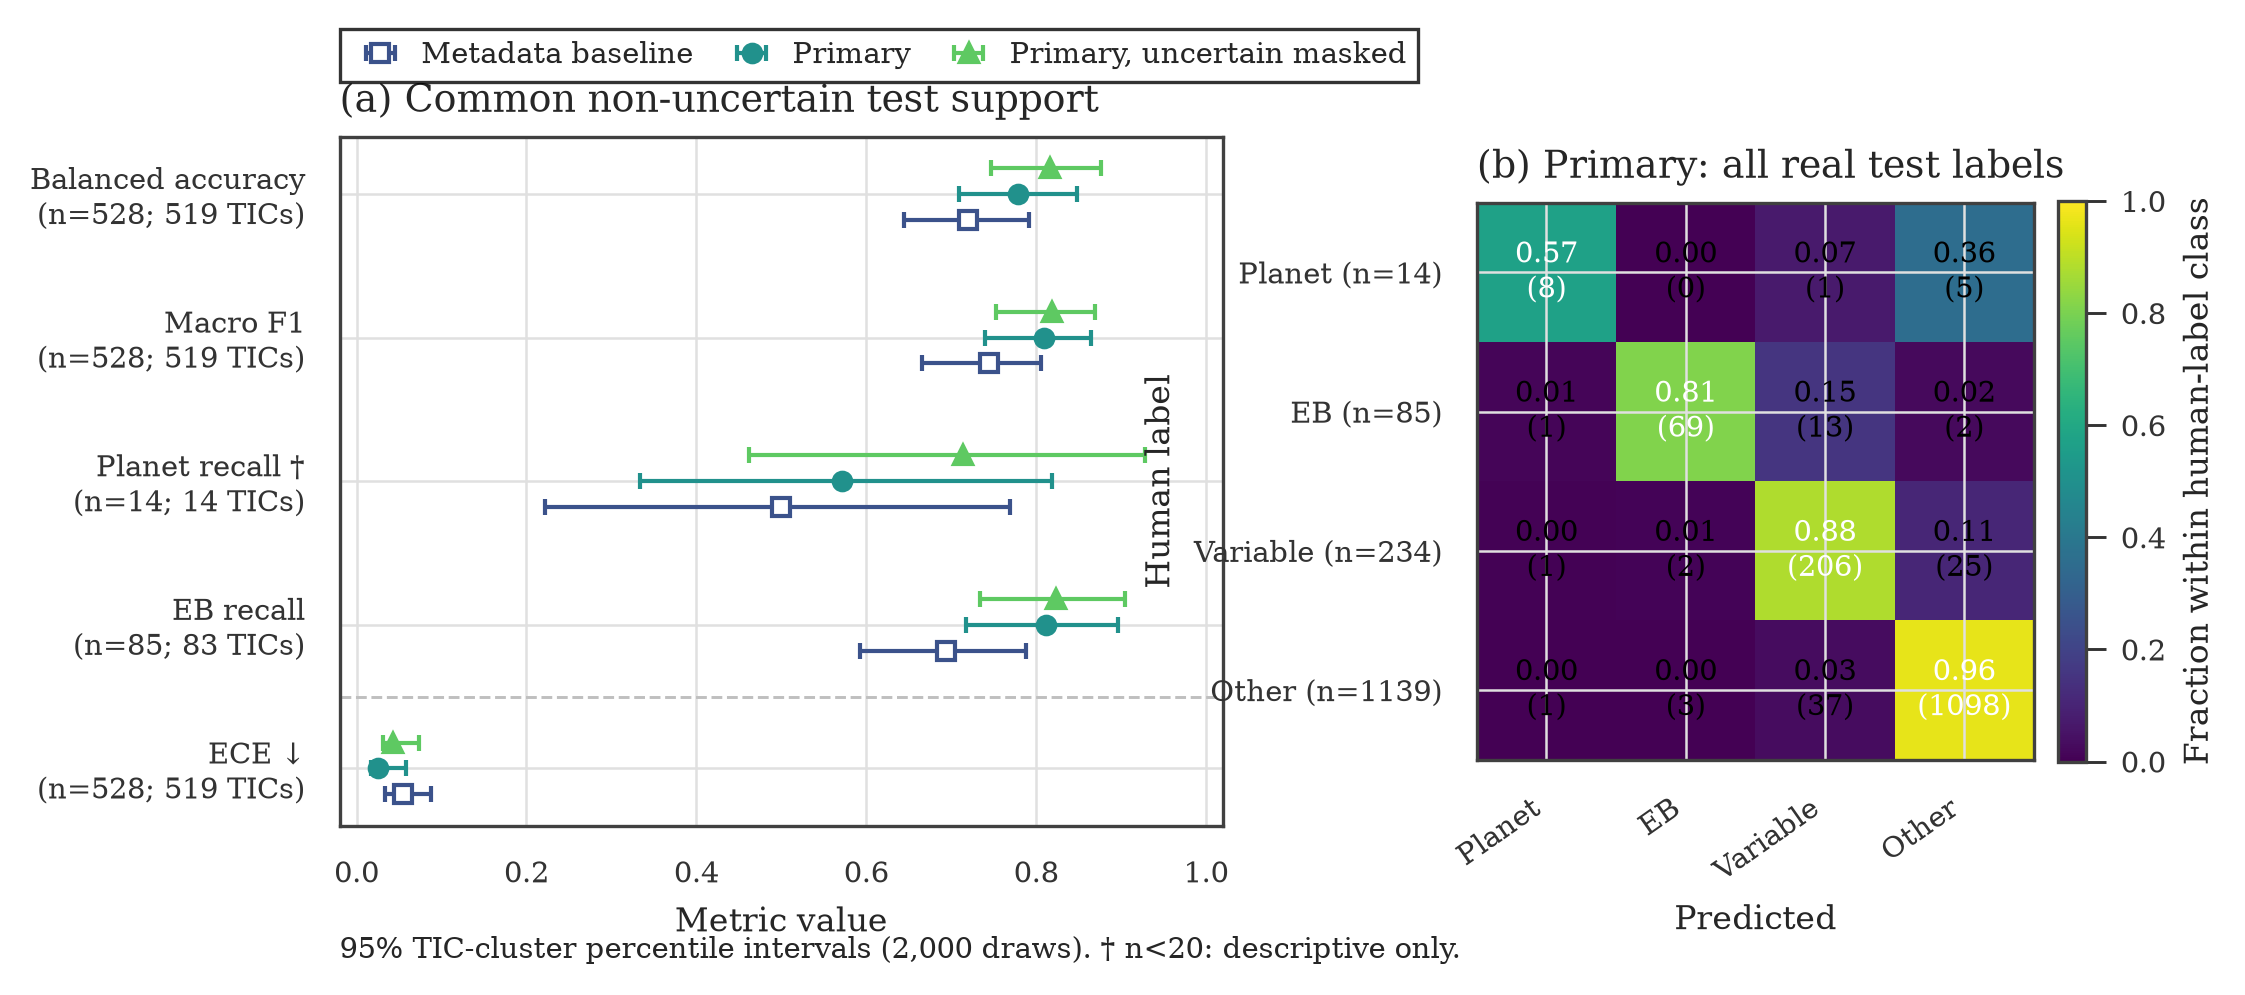 Metadata baseline
Primary
Primary, uncertain masked
(a) Common non-uncertain test support
Balanced accuracy
(n=528; 519 TICs)
Macro F1
(n=528; 519 TICs)
Planet recall †
(n=14; 14 TICs)
EB recall
(n=85; 83 TICs)
ECE ↓
(n=528; 519 TICs)
0.0 0.2 0.4 0.6 0.8 1.0
Metric value
95% TIC-cluster percentile intervals (2,000 draws). † n<20: descriptive only.
(b) Primary: all real test labels
Human label
Planet (n=14)
0.57 0.00 0.07 0.36
(8) (0) (1) (5)
EB (n=85)
0.01 0.81 0.15 0.02
(1) (69) (13) (2)
Variable (n=234)
0.00 0.01 0.88 0.11
(1) (2) (206) (25)
Other (n=1139)
0.00 0.00 0.03 0.96
(1) (3) (37) (1098)
Planet EB Variable Other
Predicted
1.0
0.8
0.6
0.4
0.2
0.0
Fraction within human-label class